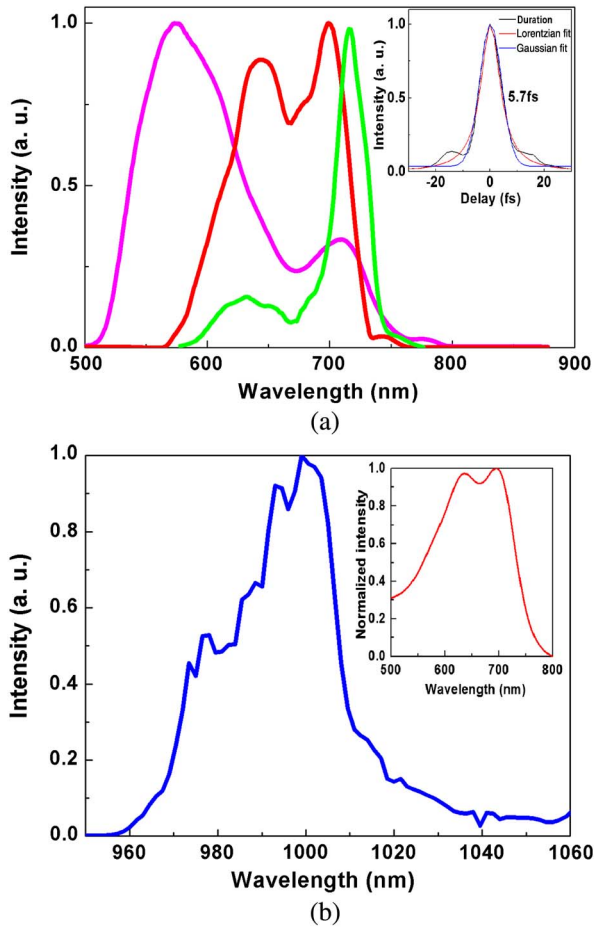 1.0
0.5
0.0
Intensity (a. u.)
500 600 700 800 900
Wavelength (nm)
1.0
0.5
0.0
Intensity (a. u.)
Duration
Lorentzian fit
Gaussian fit
5.7fs
-20 0 20
Delay (fs)
(a)
1.0
0.8
0.6
0.4
0.2
0.0
Intensity (a. u.)
960 980 1000 1020 1040 1060
Wavelength (nm)
1.0
0.8
0.6
0.4
0.2
0.0
Normalized intensity
500 600 700 800
Wavelength (nm)
(b)